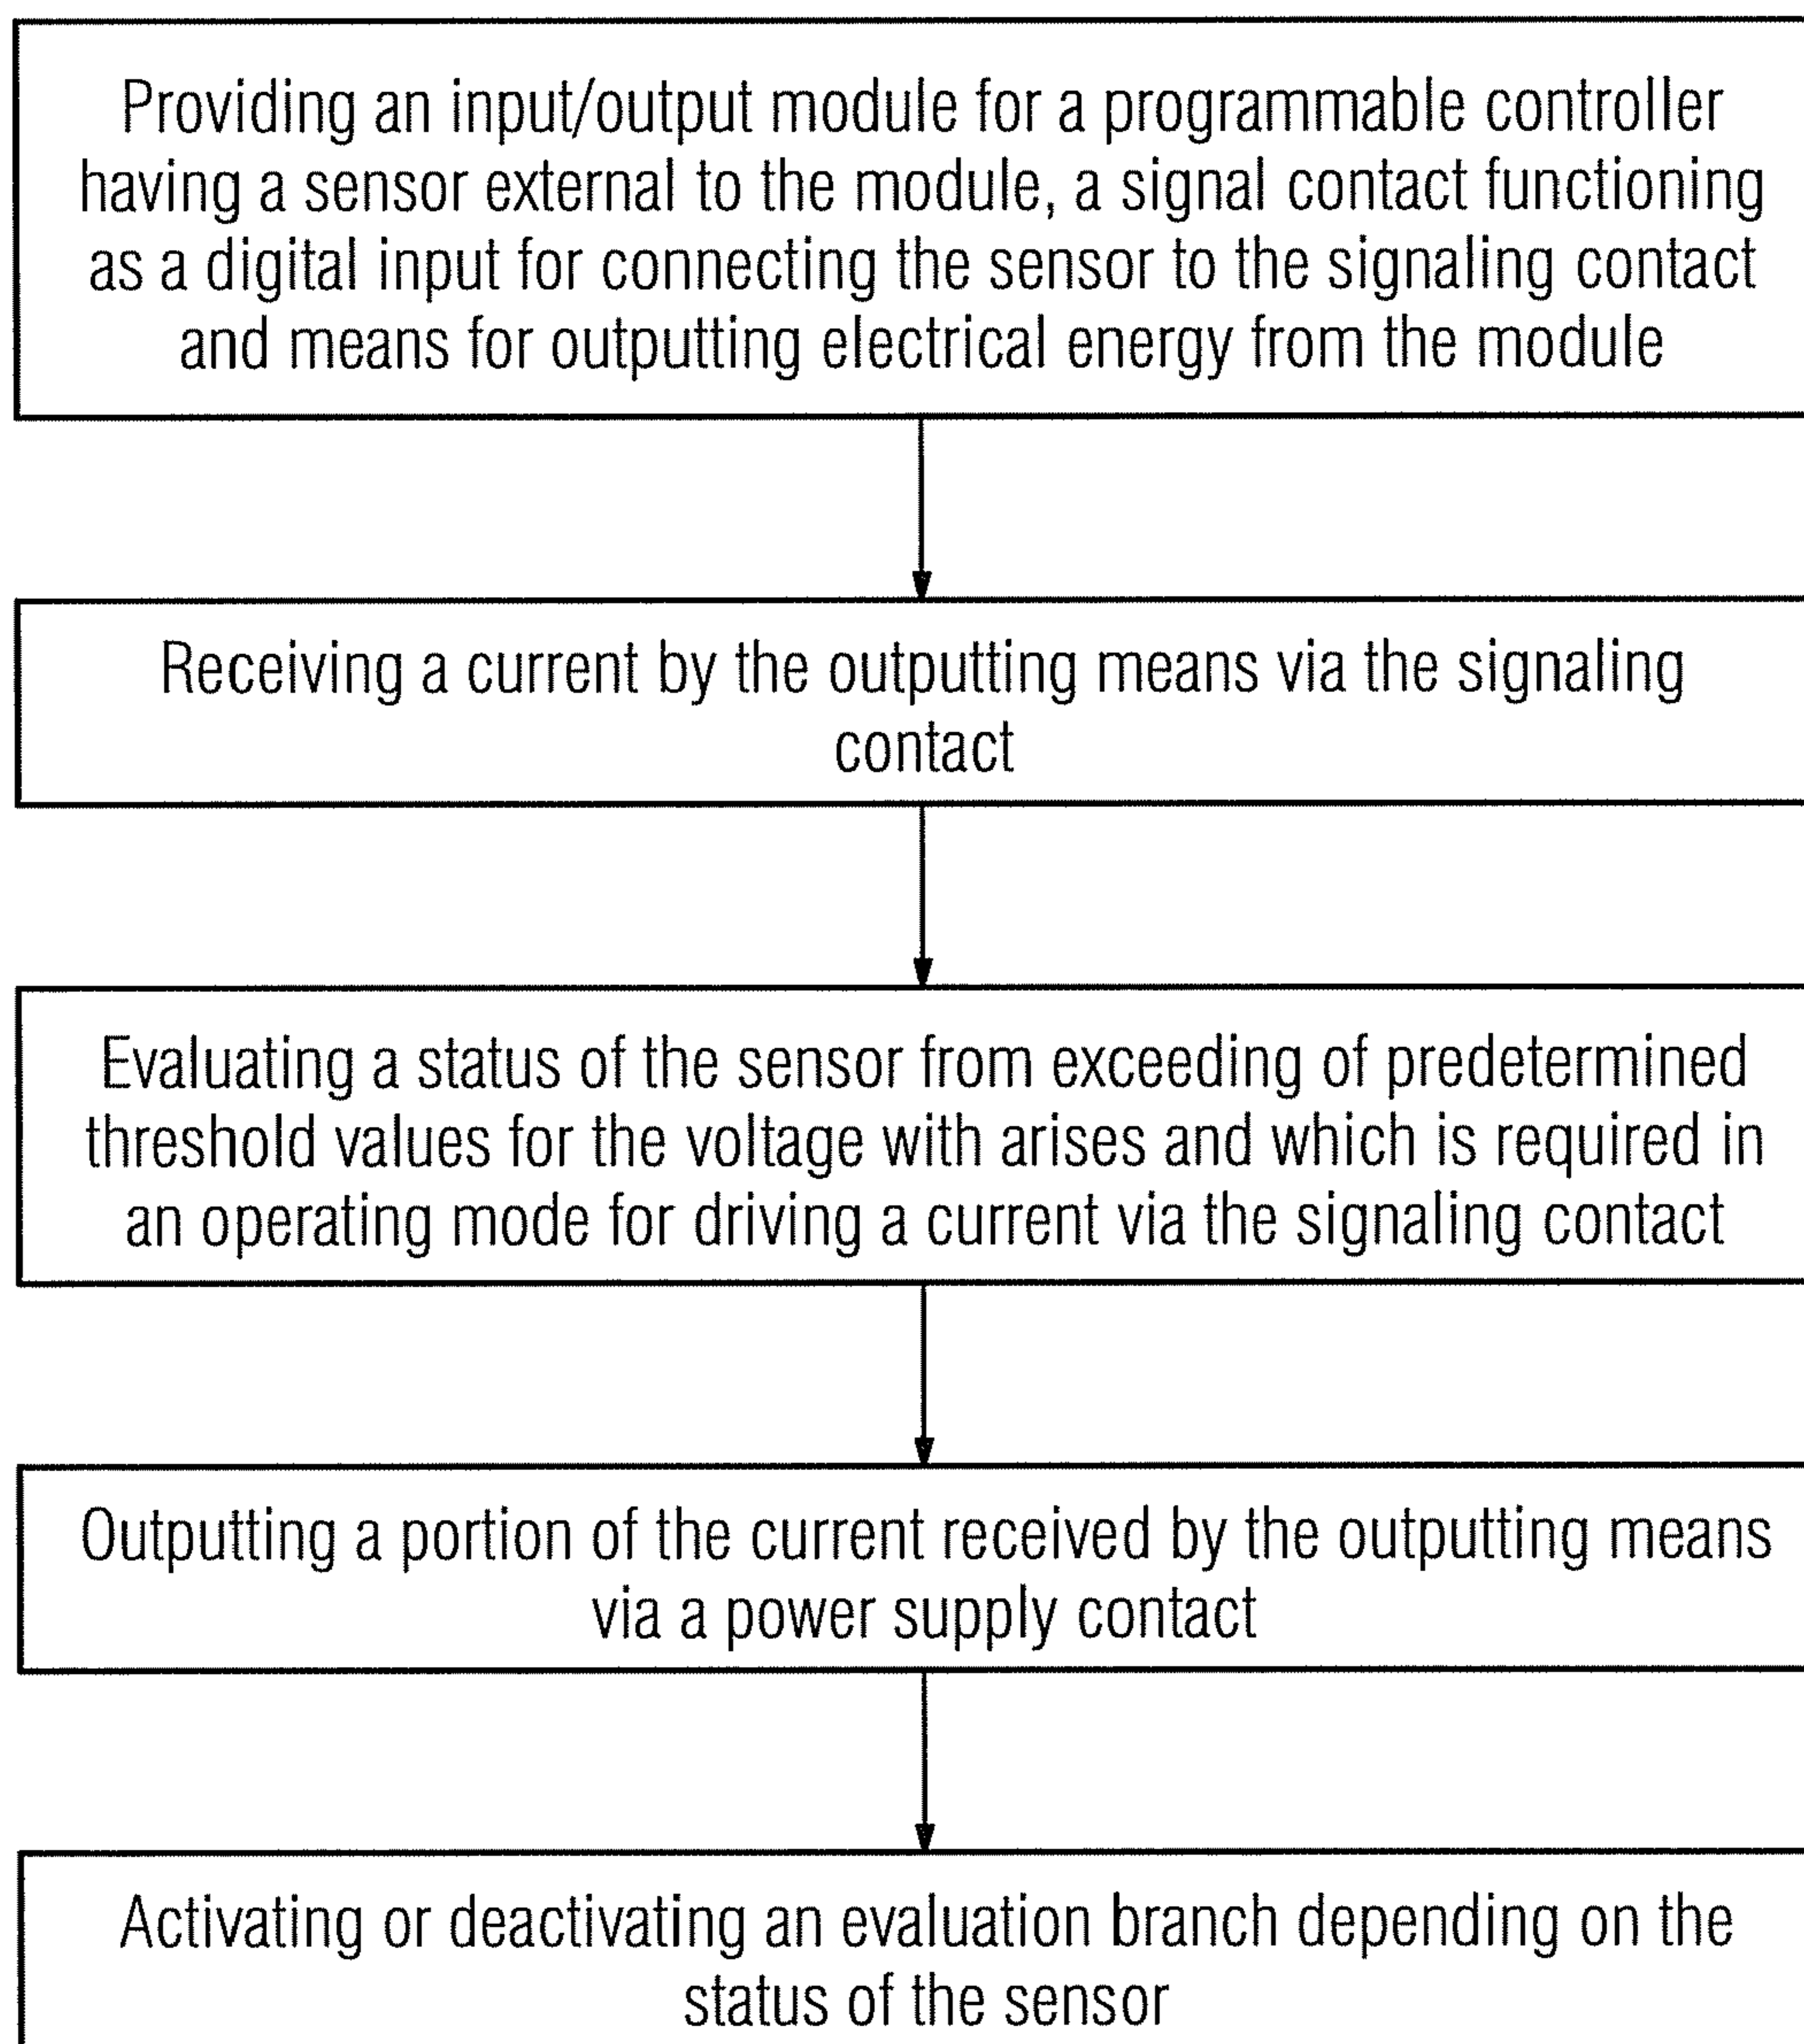 Providing an input/output module for a programmable controller
having a sensor external to the module, a signal contact functioning
as a digital input for connecting the sensor to the signaling contact
and means for outputting electrical energy from the module
Receiving a current by the outputting means via the signaling
contact
Evaluating a status of the sensor from exceeding of predetermined
threshold values for the voltage with arises and which is required in
an operating mode for driving a current via the signaling contact
Outputting a portion of the current received by the outputting means
via a power supply contact
Activating or deactivating an evaluation branch depending on the
status of the sensor